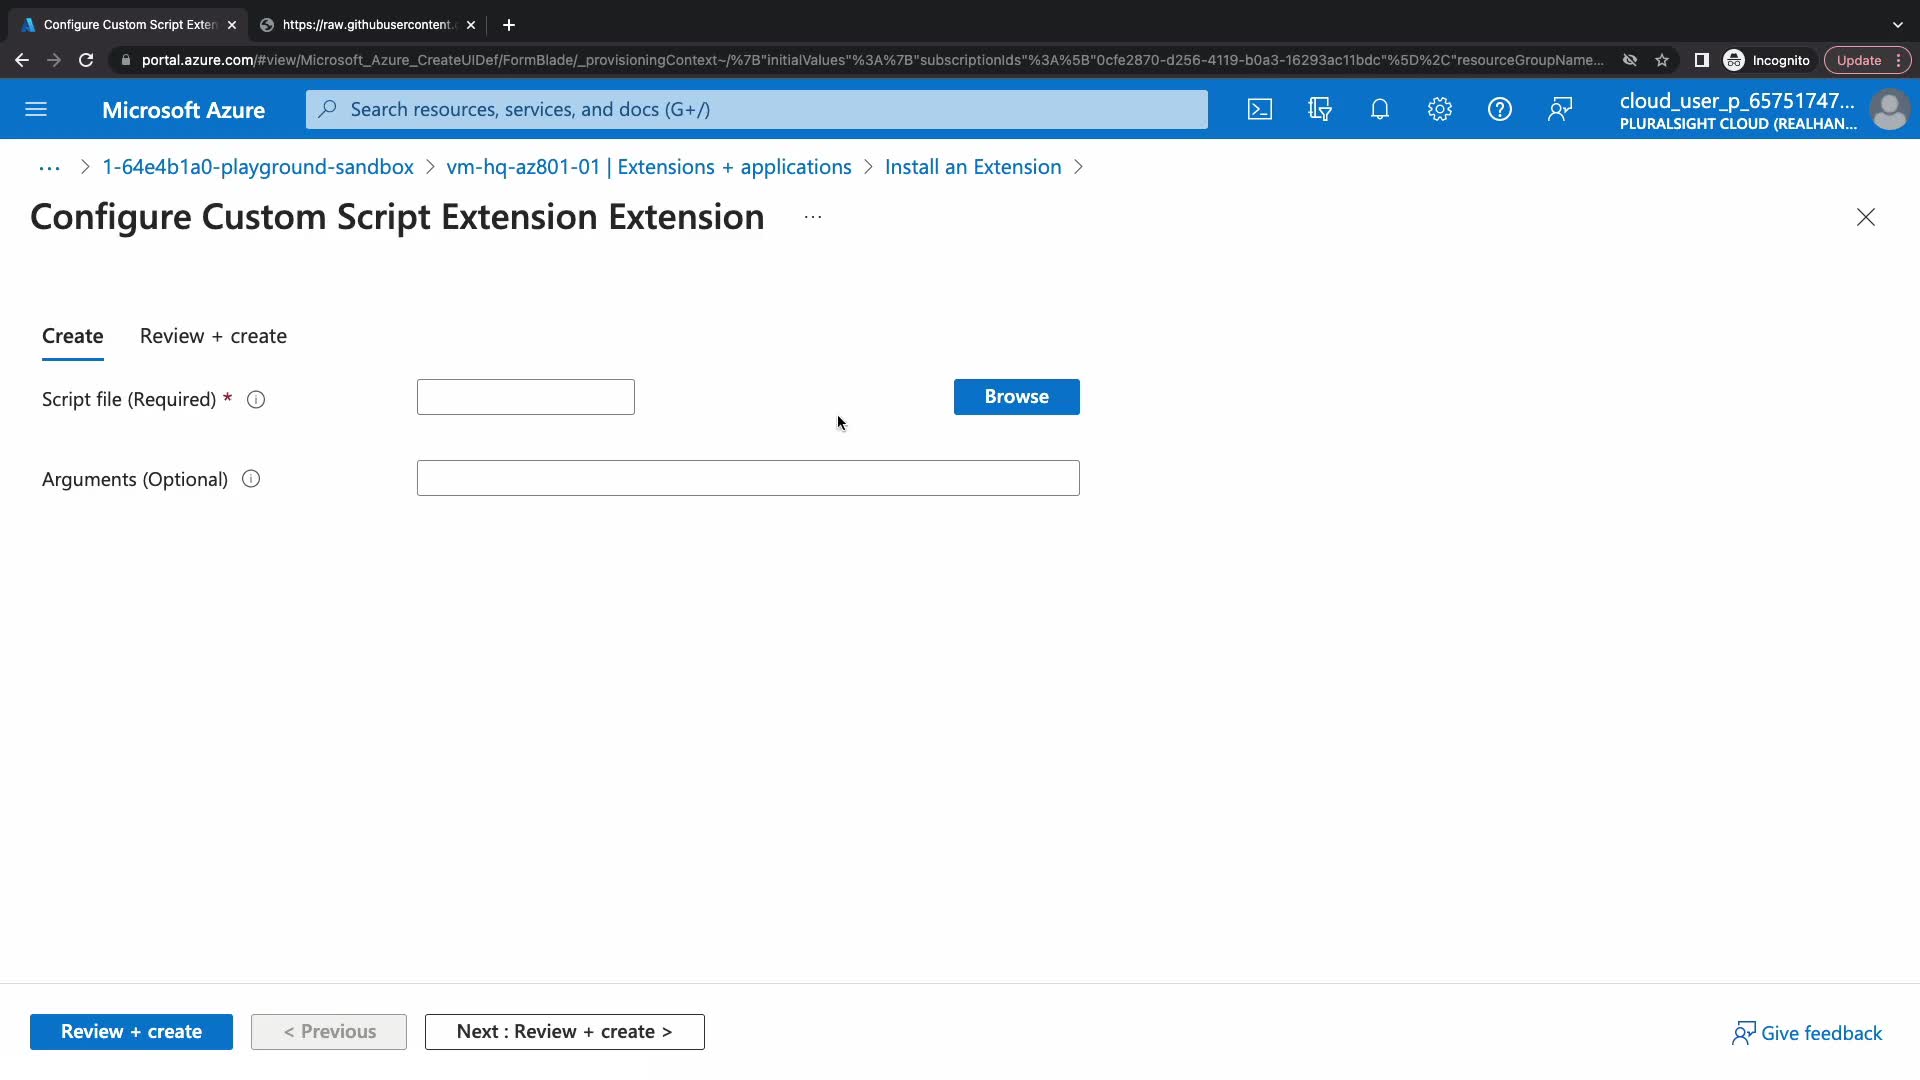 Configure Custom Script Exten
https://raw.githubusercontent.c
portal.azure.com/#view/Microsoft_Azure_CreateUIDef/FormBlade/_provisioningContext~/%7B"initialValues"%3A%7B"subscriptionIds"%3A%5B"0cfe2870-d256-4119-b0a3-16293ac11bdc"%5D%2C"resourceGroupName...
Incognito
Update
Microsoft Azure
Search resources, services, and docs (G+/)
cloud_user_p_65751747...
PLURALSIGHT CLOUD (REALHAN...
... > 1-64e4b1a0-playground-sandbox > vm-hq-az801-01 | Extensions + applications > Install an Extension >
Configure Custom Script Extension Extension ...
Create
Review + create
Script file (Required) *
Browse
Arguments (Optional)
Review + create
< Previous
Next : Review + create >
Give feedback